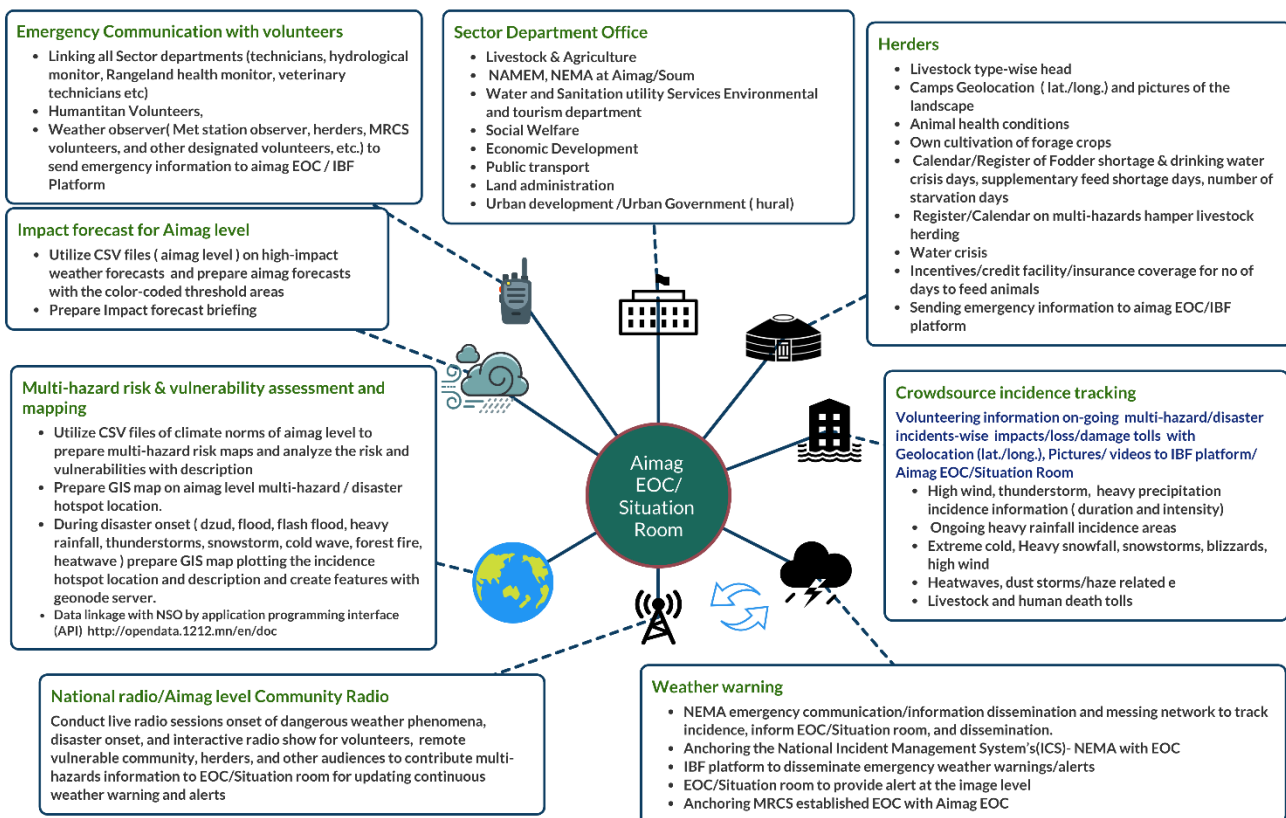 Emergency Communication with volunteers
• Linking all Sector departments (technicians, hydrological
monitor, Rangeland health monitor, veterinary
technicians etc)
• Humantitan Volunteers,
• Weather observer( Met station observer, herders, MRCS
volunteers, and other designated volunteers, etc.) to
send emergency information to aimag EOC / IBF
Platform
Sector Department Office
• Livestock & Agriculture
• NAMEM, NEMA at Aimag/Soum
• Water and Sanitation utility Services Environmental
and tourism department
• Social Welfare
• Economic Development
• Public transport
• Land administration
• Urban development /Urban Government ( hural)
Herders
• Livestock type-wise head
• Camps Geolocation ( lat./long.) and pictures of the
landscape
• Animal health conditions
• Own cultivation of forage crops
• Calendar/Register of Fodder shortage & drinking water
crisis days, supplementary feed shortage days, number of
starvation days
• Register/Calendar on multi-hazards hamper livestock
herding
• Water crisis
• Incentives/credit facility/insurance coverage for no of
days to feed animals
• Sending emergency information to aimag EOC/IBF
platform
Impact forecast for Aimag level
• Utilize CSV files ( aimag level ) on high-impact
weather forecasts and prepare aimag forecasts
with the color-coded threshold areas
• Prepare Impact forecast briefing
Multi-hazard risk & vulnerability assessment and
mapping
• Utilize CSV files of climate norms of aimag level to
prepare multi-hazard risk maps and analyze the risk and
vulnerabilities with description
• Prepare GIS map on aimag level multi-hazard / disaster
hotspot location.
• During disaster onset ( dzud, flood, flash flood, heavy
rainfall, thunderstorms, snowstorm, cold wave, forest fire,
heatwave ) prepare GIS map plotting the incidence
hotspot location and description and create features with
geonode server.
• Data linkage with NSO by application programming interface
(API) http://opendata.1212.mn/en/doc
Aimag
EOC/
Situation
Room
Crowdsource incidence tracking
Volunteering information on-going multi-hazard/disaster
incidents-wise impacts/loss/damage tolls with
Geolocation (lat./long.), Pictures/ videos to IBF platform/
Aimag EOC/Situation Room
• High wind, thunderstorm, heavy precipitation
incidence information ( duration and intensity)
• Ongoing heavy rainfall incidence areas
• Extreme cold, Heavy snowfall, snowstorms, blizzards,
high wind
• Heatwaves, dust storms/haze related e
• Livestock and human death tolls
National radio/Aimag level Community Radio
Conduct live radio sessions onset of dangerous weather phenomena,
disaster onset, and interactive radio show for volunteers, remote
vulnerable community, herders, and other audiences to contribute multi-
hazards information to EOC/Situation room for updating continuous
weather warning and alerts
Weather warning
• NEMA emergency communication/information dissemination and messing network to track
incidence, inform EOC/Situation room, and dissemination.
• Anchoring the National Incident Management System's(ICS)- NEMA with EOC
• IBF platform to disseminate emergency weather warnings/alerts
• EOC/Situation room to provide alert at the image level
• Anchoring MRCS established EOC with Aimag EOC